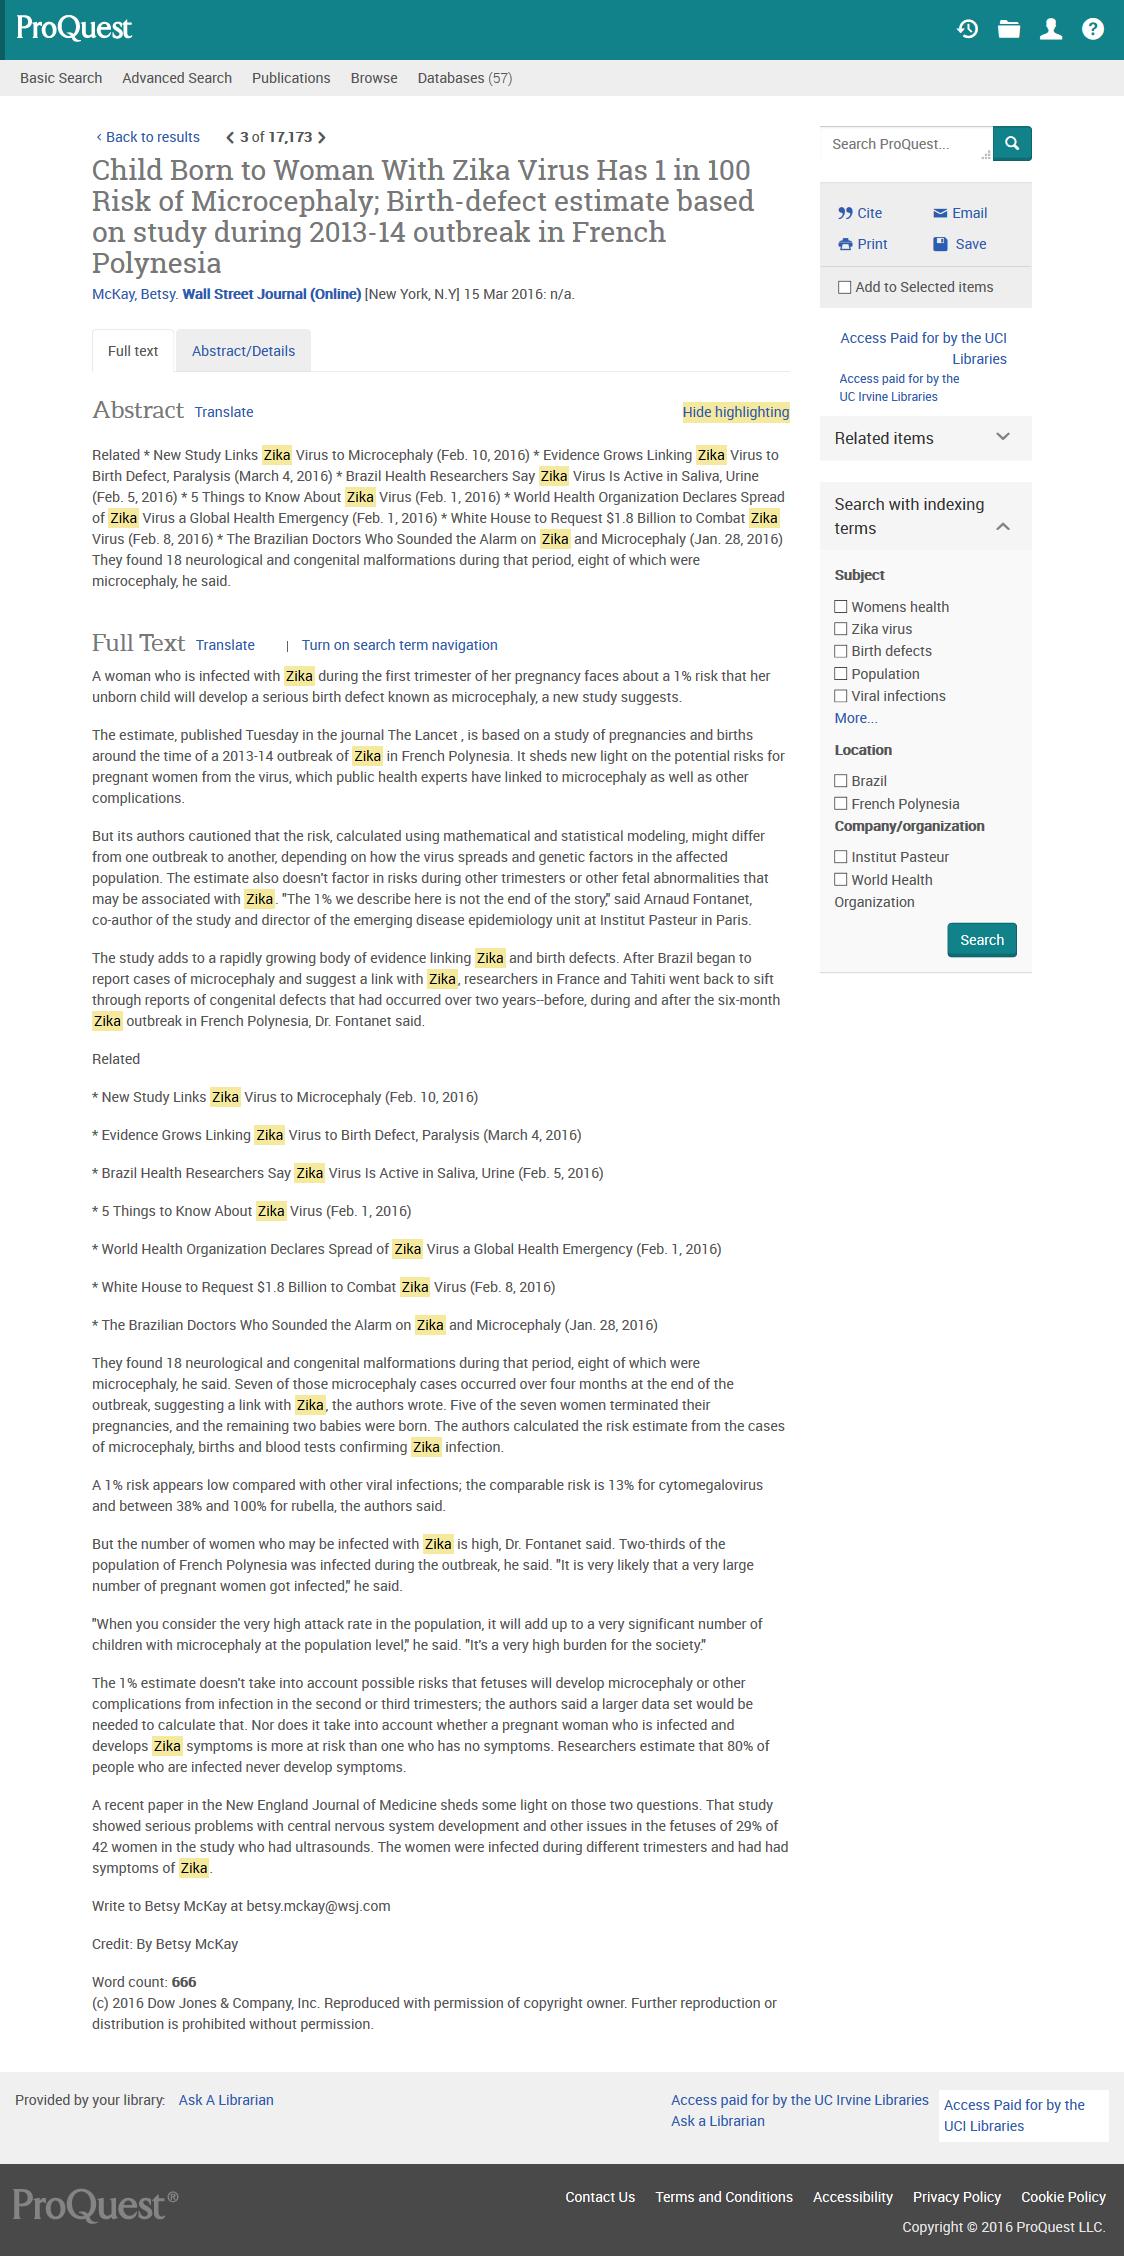 ProQuest
Basic Search Advanced Search Publications Browse Databases (57)
Back to results 3 of 17,173
Child Born to Woman With Zika Virus Has 1 in 100
Risk of Microcephaly; Birth-defect estimate based
on study during 2013-14 outbreak in French
Polynesia
McKay, Betsy. Wall Street Journal (Online) [New York, N.Y] 15 Mar 2016: n/a.
Full text Abstract/Details
Abstract Translate Hide highlighting
Related * New Study Links Zika Virus to Microcephaly (Feb. 10, 2016) * Evidence Grows Linking Zika Virus to
Birth Defect, Paralysis (March 4, 2016) * Brazil Health Researchers Say Zika Virus Is Active in Saliva, Urine
(Feb. 5, 2016) * 5 Things to Know About Zika Virus (Feb. 1, 2016) * World Health Organization Declares Spread
of Zika Virus a Global Health Emergency (Feb. 1, 2016) * White House to Request $1.8 Billion to Combat Zika
Virus (Feb. 8, 2016) * The Brazilian Doctors Who Sounded the Alarm on Zika and Microcephaly (Jan. 28, 2016)
They found 18 neurological and congenital malformations during that period, eight of which were
microcephaly, he said.
Full Text Translate | Turn on search term navigation
A woman who is infected with Zika during the first trimester of her pregnancy faces about a 1% risk that her
unborn child will develop a serious birth defect known as microcephaly, a new study suggests.
The estimate, published Tuesday in the journal The Lancet , is based on a study of pregnancies and births
around the time of a 2013-14 outbreak of Zika in French Polynesia. It sheds new light on the potential risks for
pregnant women from the virus, which public health experts have linked to microcephaly as well as other
complications.
But its authors cautioned that the risk, calculated using mathematical and statistical modeling, might differ
from one outbreak to another, depending on how the virus spreads and genetic factors in the affected
population. The estimate also doesn't factor in risks during other trimesters or other fetal abnormalities that
may be associated with Zika . "The 1% we describe here is not the end of the story," said Arnaud Fontanet,
co-author of the study and director of the emerging disease epidemiology unit at Institut Pasteur in Paris.
The study adds to a rapidly growing body of evidence linking Zika and birth defects. After Brazil began to
report cases of microcephaly and suggest a link with Zika , researchers in France and Tahiti went back to sift
through reports of congenital defects that had occurred over two years--before, during and after the six-month
Zika outbreak in French Polynesia, Dr. Fontanet said.
Related
* New Study Links Zika Virus to Microcephaly (Feb. 10, 2016)
* Evidence Grows Linking Zika Virus to Birth Defect, Paralysis (March 4, 2016)
* Brazil Health Researchers Say Zika Virus Is Active in Saliva, Urine (Feb. 5, 2016)
* 5 Things to Know About Zika Virus (Feb. 1, 2016)
* World Health Organization Declares Spread of Zika Virus a Global Health Emergency (Feb. 1, 2016)
* White House to Request $1.8 Billion to Combat Zika Virus (Feb. 8, 2016)
* The Brazilian Doctors Who Sounded the Alarm on Zika and Microcephaly (Jan. 28, 2016)
They found 18 neurological and congenital malformations during that period, eight of which were
microcephaly, he said. Seven of those microcephaly cases occurred over four months at the end of the
outbreak, suggesting a link with Zika , the authors wrote. Five of the seven women terminated their
pregnancies, and the remaining two babies were born. The authors calculated the risk estimate from the cases
of microcephaly, births and blood tests confirming Zika infection.
A 1% risk appears low compared with other viral infections; the comparable risk is 13% for cytomegalovirus
and between 38% and 100% for rubella, the authors said.
But the number of women who may be infected with Zika is high, Dr. Fontanet said. Two-thirds of the
population of French Polynesia was infected during the outbreak, he said. "It is very likely that a very large
number of pregnant women got infected," he said.
"When you consider the very high attack rate in the population, it will add up to a very significant number of
children with microcephaly at the population level," he said. "It's a very high burden for the society."
The 1% estimate doesn't take into account possible risks that fetuses will develop microcephaly or other
complications from infection in the second or third trimesters; the authors said a larger data set would be
needed to calculate that. Nor does it take into account whether a pregnant woman who is infected and
develops Zika symptoms is more at risk than one who has no symptoms. Researchers estimate that 80% of
people who are infected never develop symptoms.
A recent paper in the New England Journal of Medicine sheds some light on those two questions. That study
showed serious problems with central nervous system development and other issues in the fetuses of 29% of
42 women in the study who had ultrasounds. The women were infected during different trimesters and had had
symptoms of Zika .
Write to Betsy McKay at betsy.mckay@wsj.com
Credit: By Betsy McKay
Word count: 666
(c) 2016 Dow Jones & Company, Inc. Reproduced with permission of copyright owner. Further reproduction or
distribution is prohibited without permission.
Search ProQuest...
Cite Email
Print Save
Add to Selected items
Access Paid for by the UCI
Libraries
Access paid for by the
UC Irvine Libraries
Related items
Search with indexing
terms
Subject
Womens health
Zika virus
Birth defects
Population
Viral infections
More...
Location
Brazil
French Polynesia
Company/organization
Institut Pasteur
World Health
Organization
Search
Provided by your library: Ask A Librarian
Access paid for by the UC Irvine Libraries
Ask a Librarian
Access Paid for by the
UCI Libraries
ProQuest®
Contact Us Terms and Conditions Accessibility Privacy Policy Cookie Policy
Copyright © 2016 ProQuest LLC.